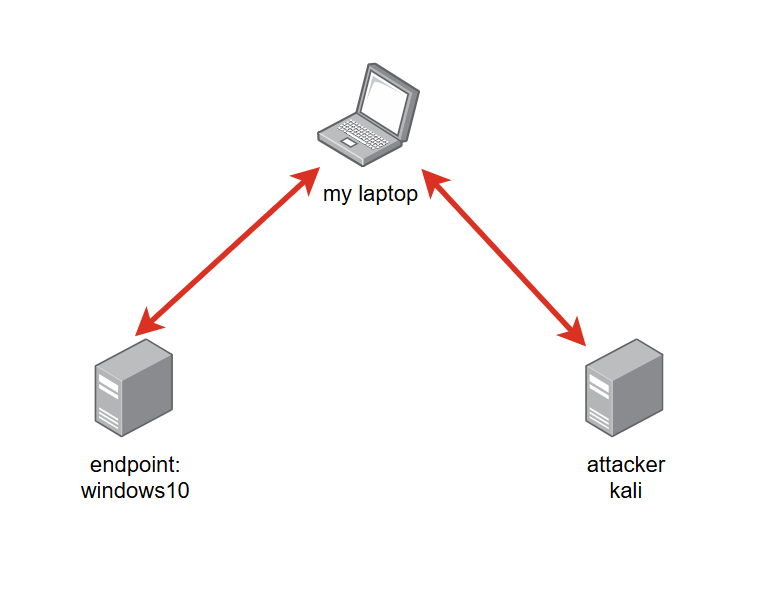 my laptop
endpoint:
windows10
attacker
kali